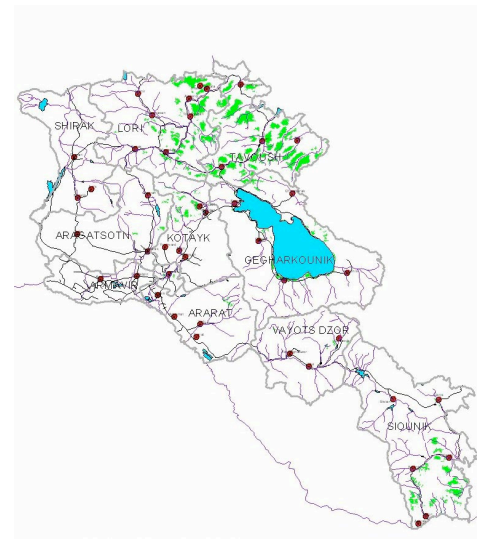 SHIRAK
LORI
TAVOUSH
ARAGATSOTN
KOTAYK
GEGHARKOUNIK
ARMAVIR
ARARAT
VAYOTS DZOR
SIOUNIK